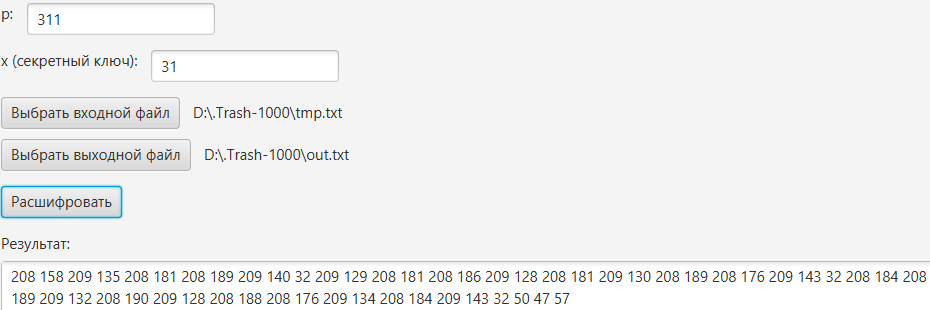 p: 311
x (секретный ключ): 31
Выбрать входной файл D:\.Trash-1000\tmp.txt
Выбрать выходной файл D:\.Trash-1000\out.txt
Расшифровать
Результат:
208 158 209 135 208 181 208 189 209 140 32 209 129 208 181 208 186 209 128 208 181 209 130 208 189 208 176 209 143 32 208 184 208
189 209 132 208 190 209 128 208 188 208 176 209 134 208 184 209 143 32 50 47 57